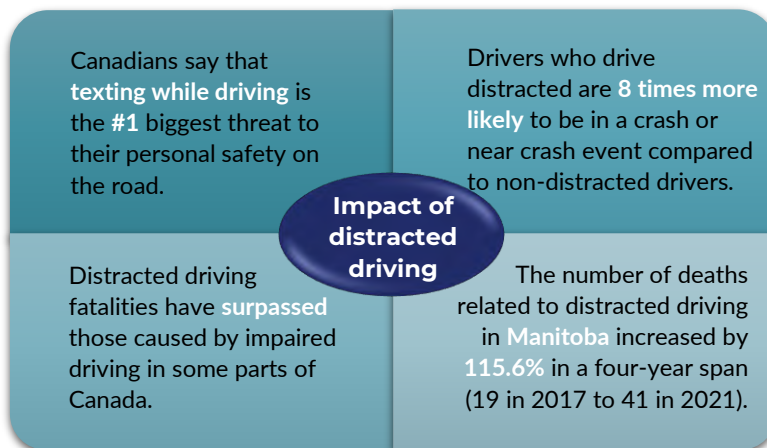 Canadians say that
texting while driving is
the #1 biggest threat to
their personal safety on
the road.
Drivers who drive
distracted are 8 times more
likely to be in a crash or
near crash event compared
to non-distracted drivers.
Impact of
distracted
driving
Distracted driving
fatalities have surpassed
those caused by impaired
driving in some parts of
Canada.
The number of deaths
related to distracted driving
in Manitoba increased by
115.6% in a four-year span
(19 in 2017 to 41 in 2021).